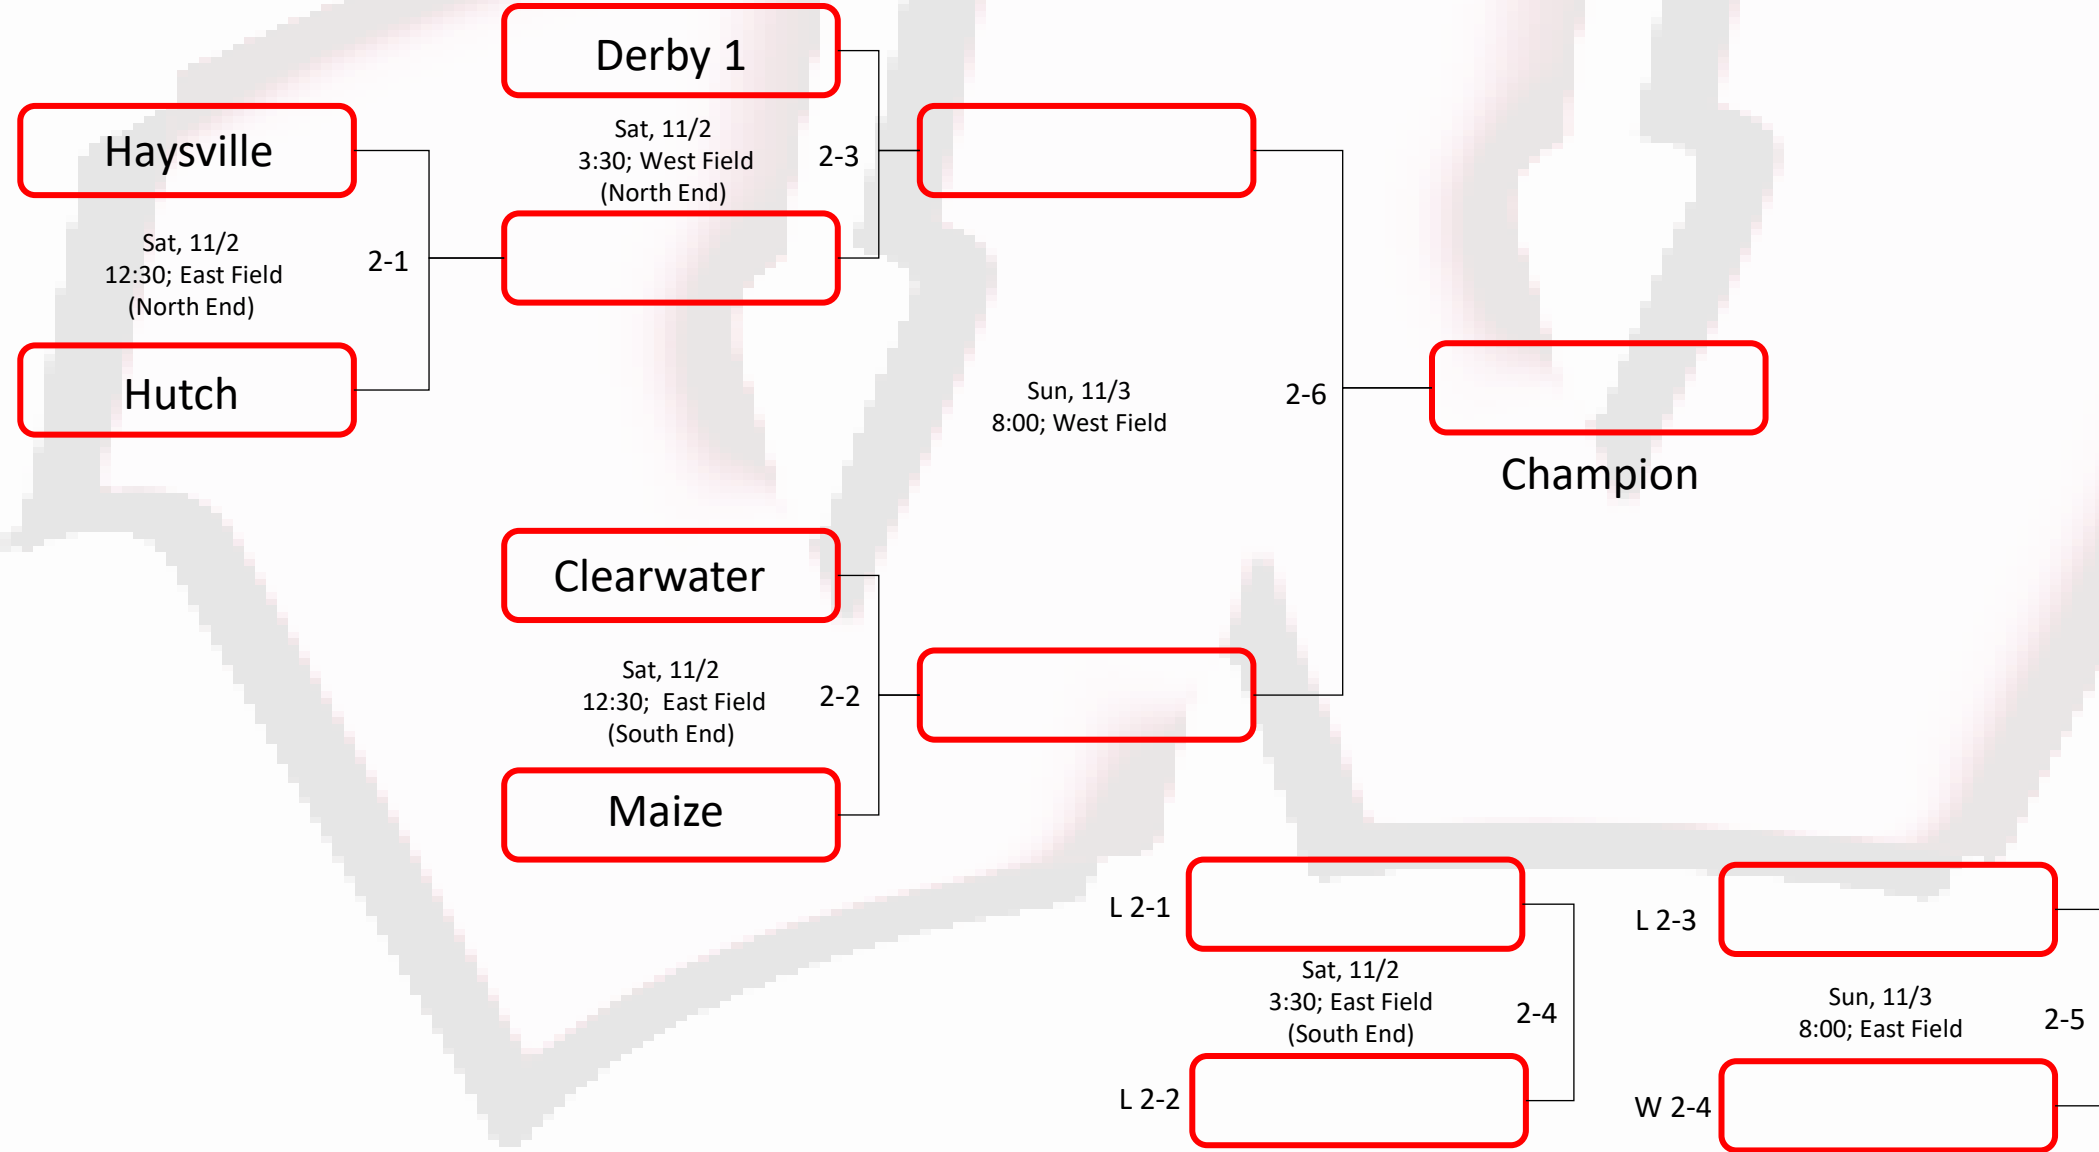 Derby 1
Haysville
Sat, 11/2
3:30; West Field
(North End)
2-3
Sat, 11/2
12:30; East Field
(North End)
2-1
Hutch
Sun, 11/3
8:00; West Field
2-6
Champion
Clearwater
Sat, 11/2
12:30;  East Field
(South End)
2-2
Maize
L 2-1
Sat, 11/2
3:30; East Field
(South End)
2-4
L 2-2
L 2-3
Sun, 11/3
8:00; East Field
2-5
W 2-4